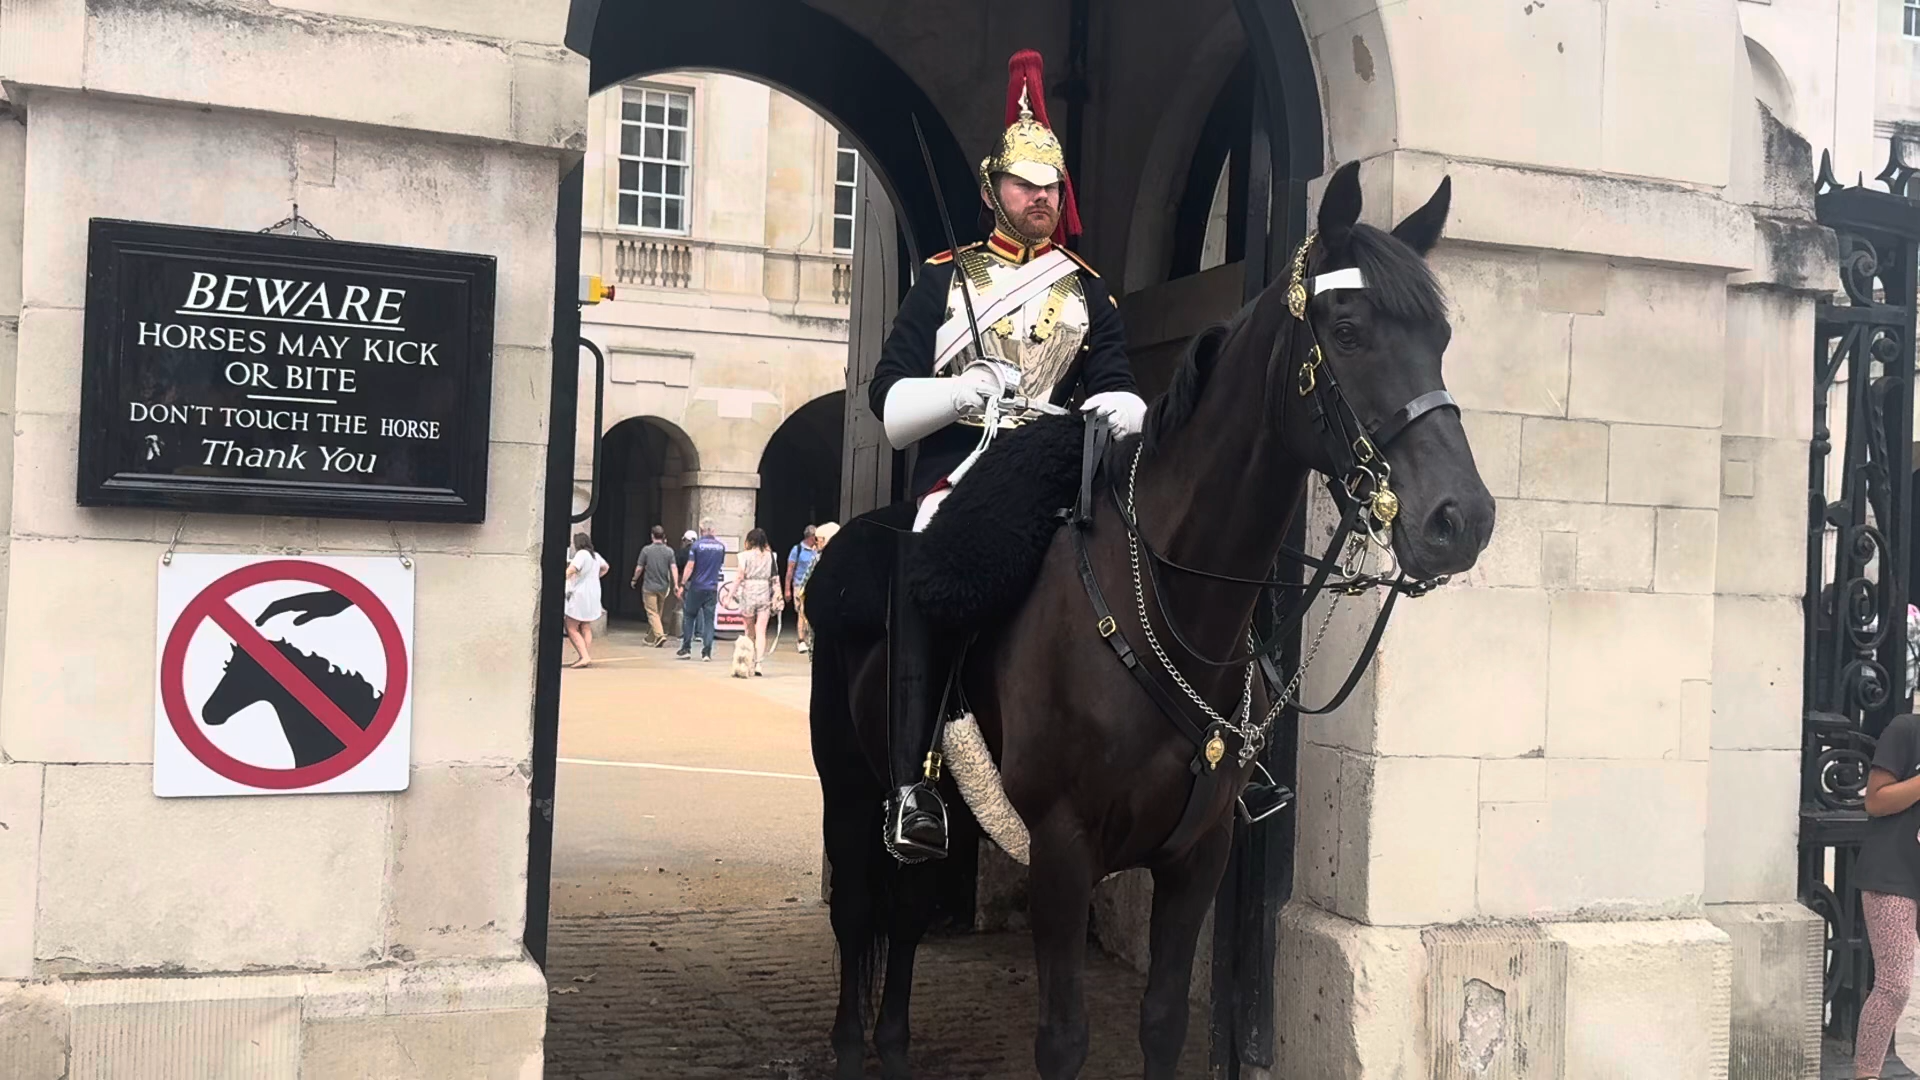 BEWARE
HORSES MAY KICK
OR BITE
DON'T TOUCH THE HORSE
Thank You